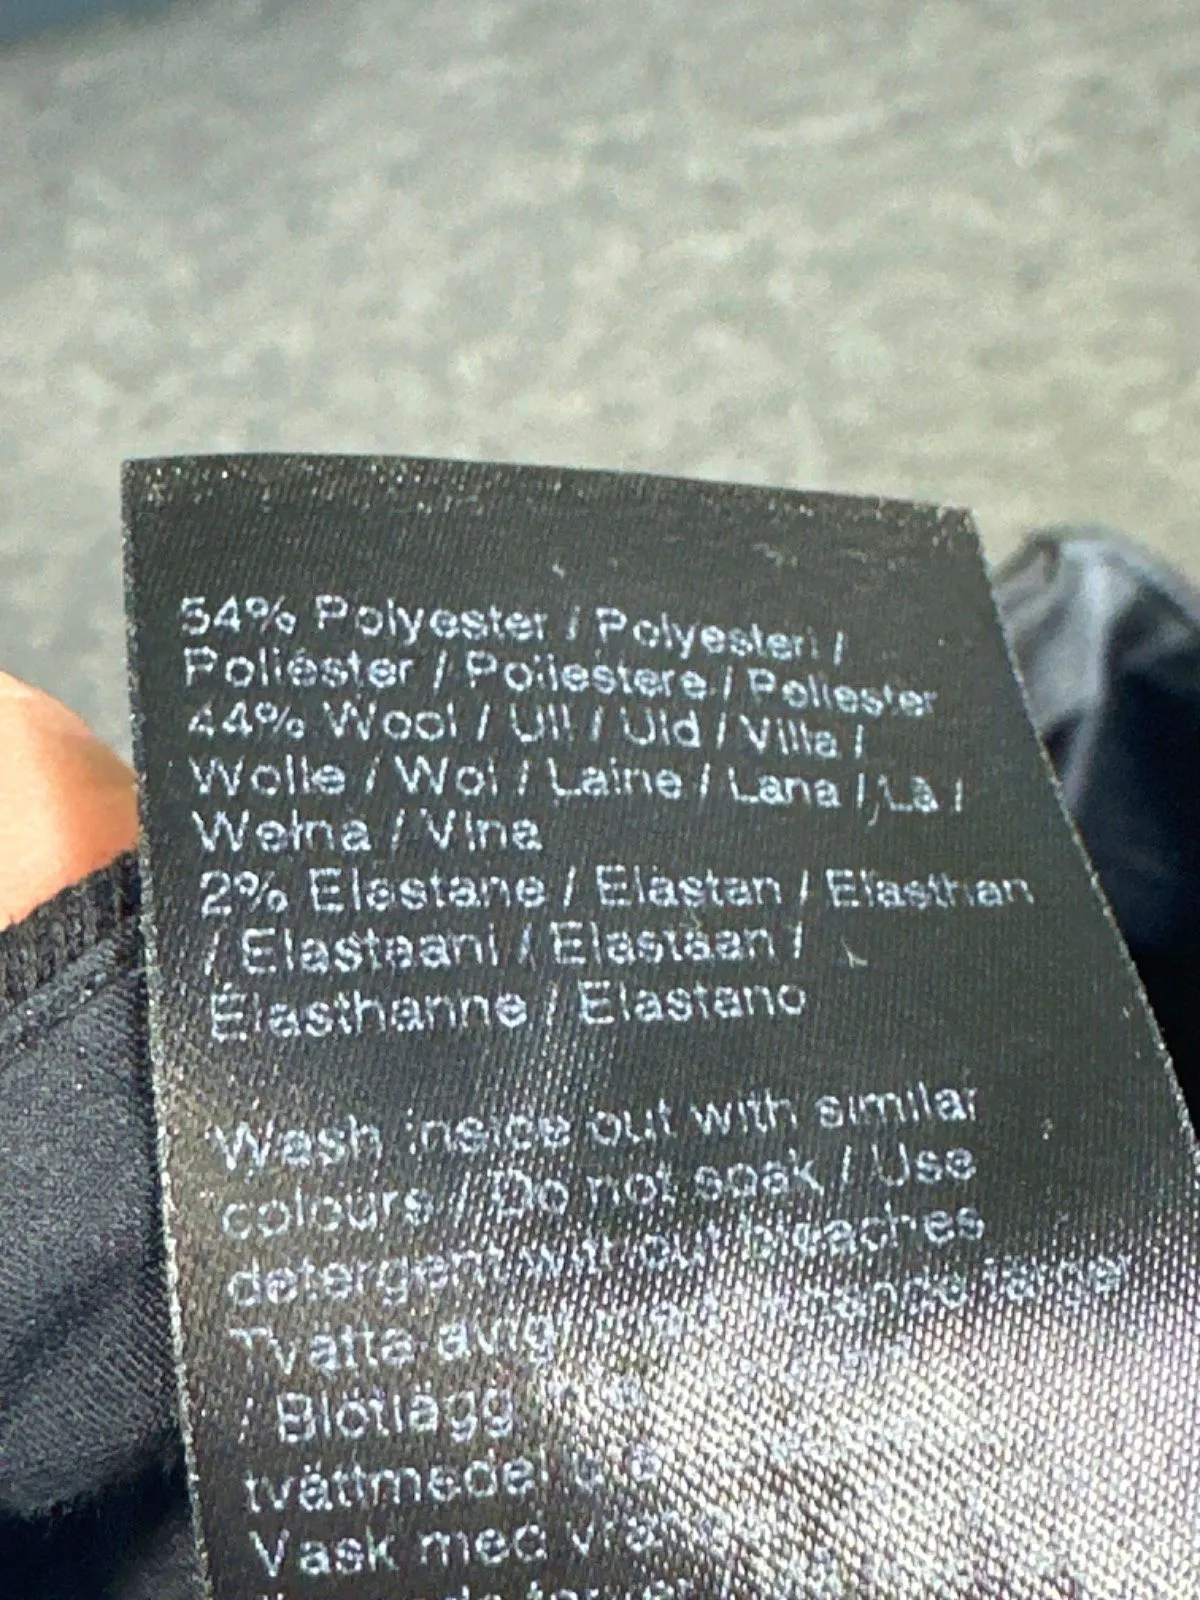 54% Polyester / Polyesteri /
Poliéster / Poliestere / Poliester
44% Wool / Ull / Uld / Villa /
Wolle / Wol / Laine / Lana / Lã /
Wełna / Vlna
2% Elastane / Elastan / Elasthan
/ Elastaani / Elastaan /
Élasthanne / Elastano
Wash inside out with similar
colours / Do not soak / Use
detergent without bleaches
Tvätta avig färger
/ Blötlägg
tvättmedel
Vask med